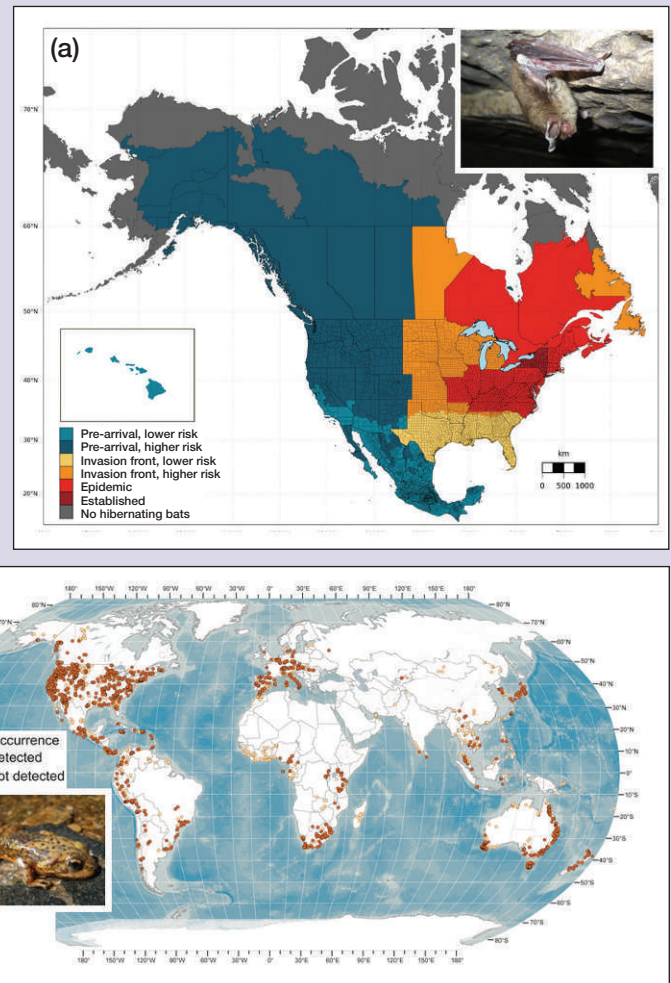 (a)
70°N
60°N
50°N
40°N
30°N
20°N
Pre-arrival, lower risk
Pre-arrival, higher risk
Invasion front, lower risk
Invasion front, higher risk
Epidemic
Established
No hibernating bats
km
0 500 1000
180° 150°W 120°W 90°W 60°W 30°W 0° 30°E 60°E 90°E 120°E 150°E 180°
80°N 80°N
70°N 70°N
60°N
50°N
40°N
30°N
20°N
10°N
0°
10°S
20°S
30°S
40°S
50°S
60°S
70°S
80°S
ccurrence
etected
ot detected
180° 150°W 120°W 90°W 60°W 30°W 0° 30°E 60°E 90°E 120°E 150°E 180°